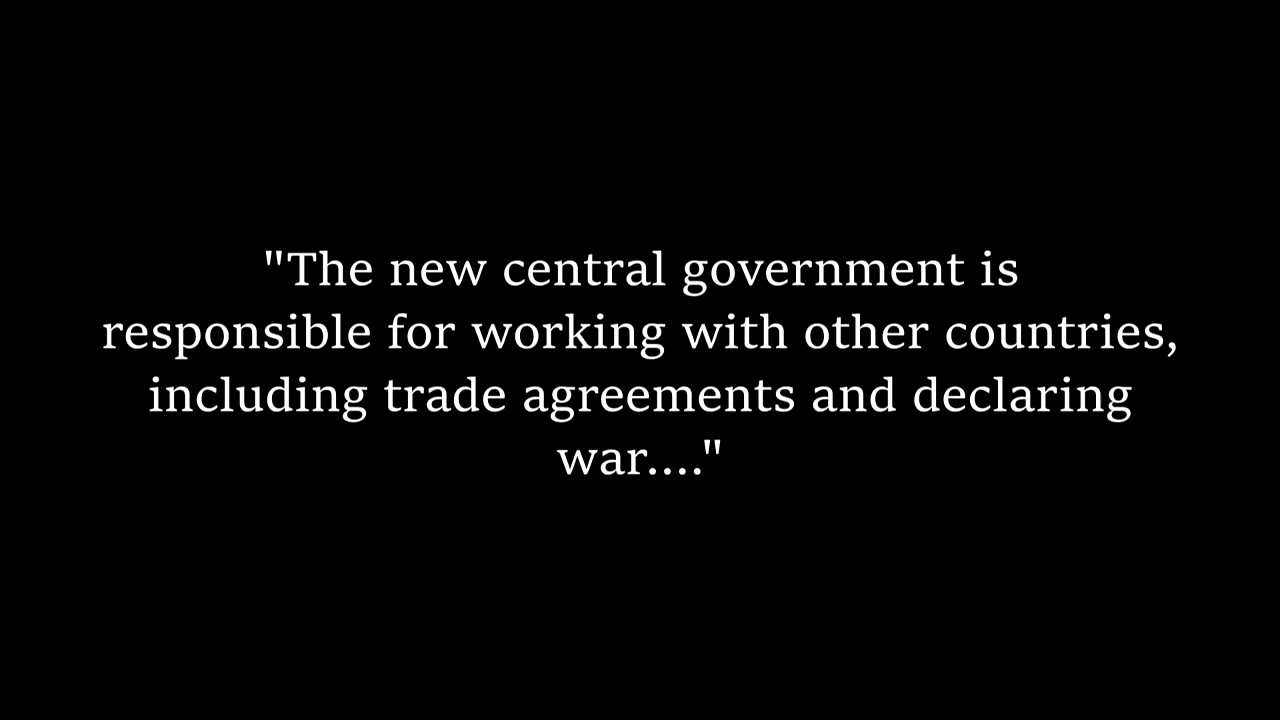 "The new central government is
responsible for working with other countries,
including trade agreements and declaring
war...."